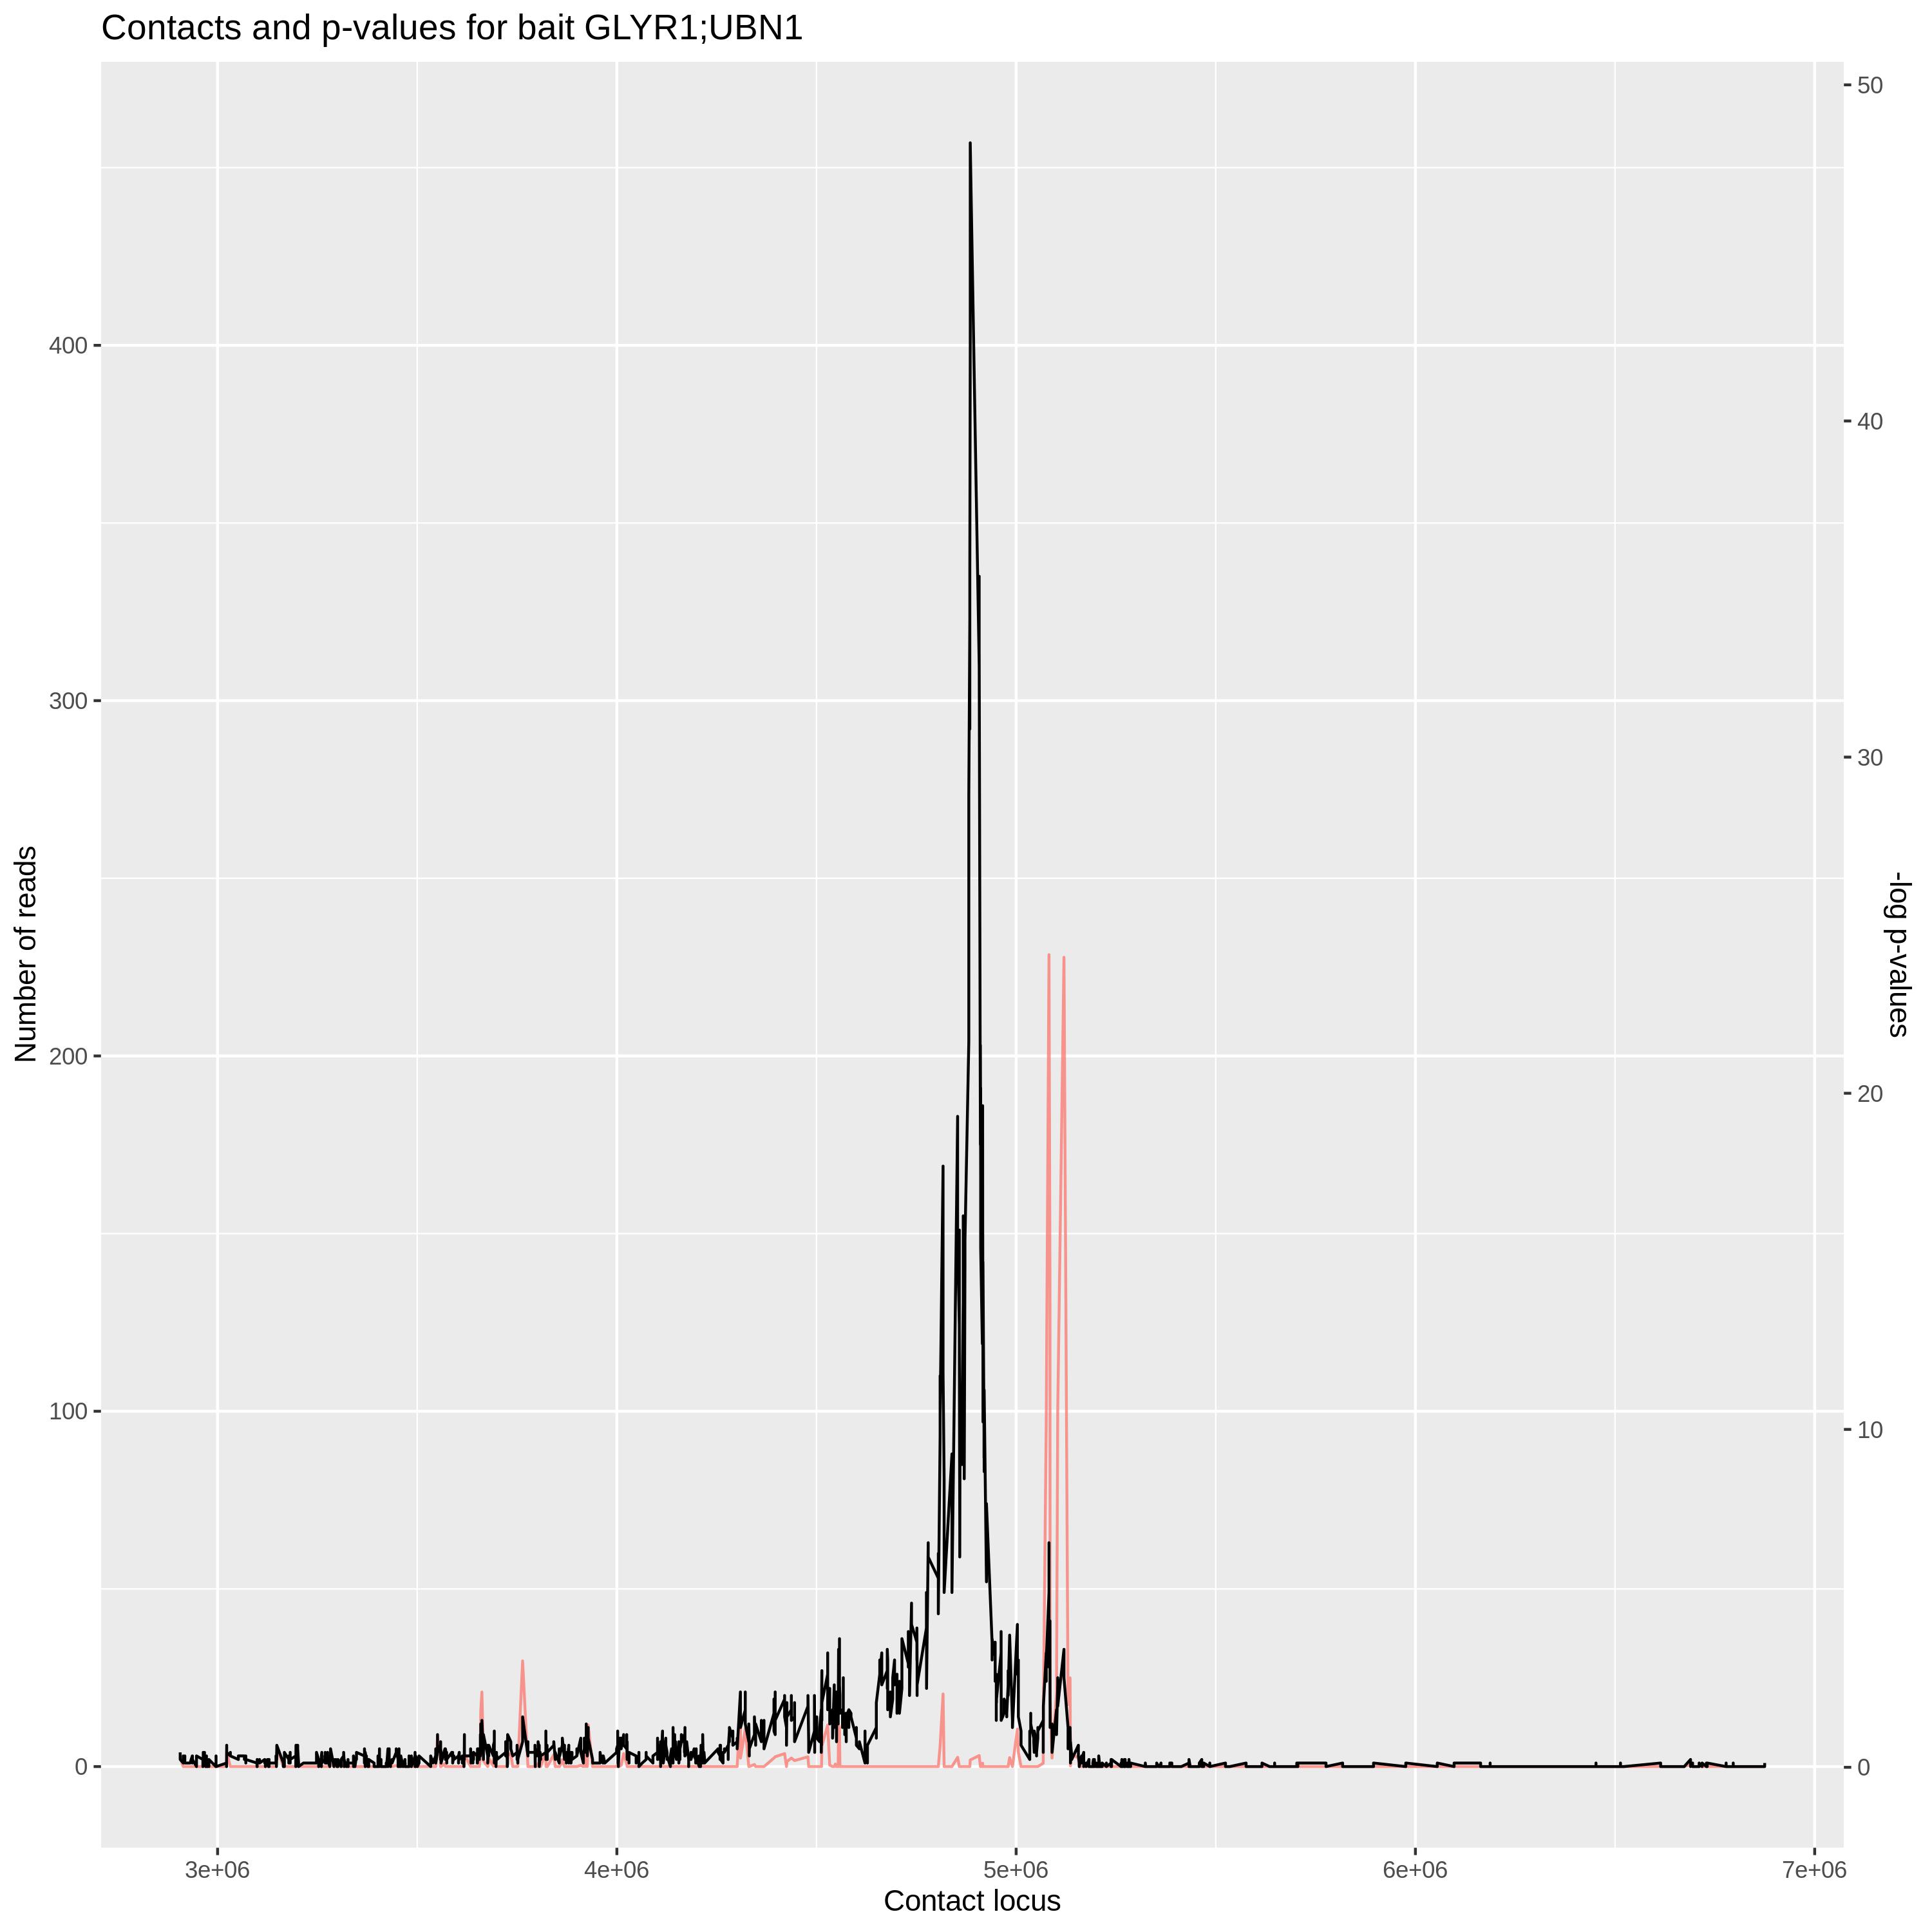 Contacts and p-values for bait GLYR1;UBN1
50
400
40
300
30
Number of reads
-log p-values
200
20
100
10
0
0
3e+06
4e+06
5e+06
6e+06
7e+06
Contact locus